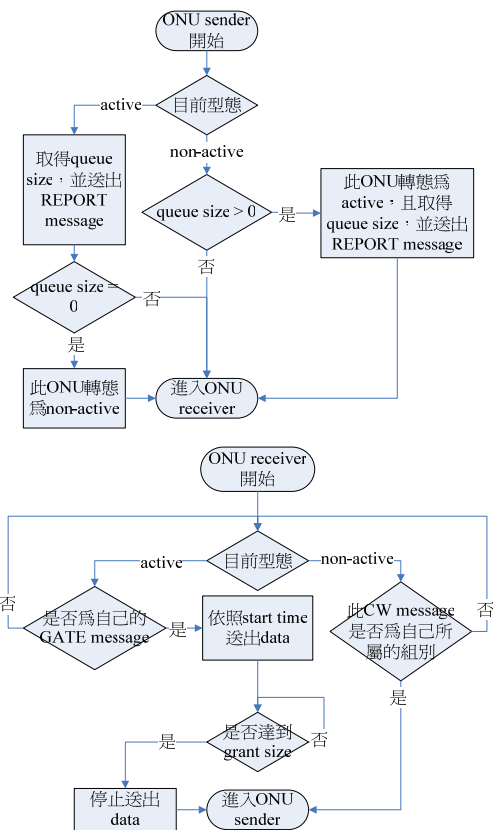 ONU sender
開始
目前型態
active
non-active
取得queue
size，並送出
REPORT
message
queue size > 0
是
此ONU轉態爲
active，且取得
queue size，並送出
REPORT message
否
queue size =
0
否
是
此ONU轉態
爲non-active
進入ONU
receiver
ONU receiver
開始
目前型態
active
non-active
否
是否爲自己的
GATE message
是
依照start time
送出data
此CW message
是否爲自己所
屬的組別
否
是
是否達到
grant size
否
是
停止送出
data
進入ONU
sender